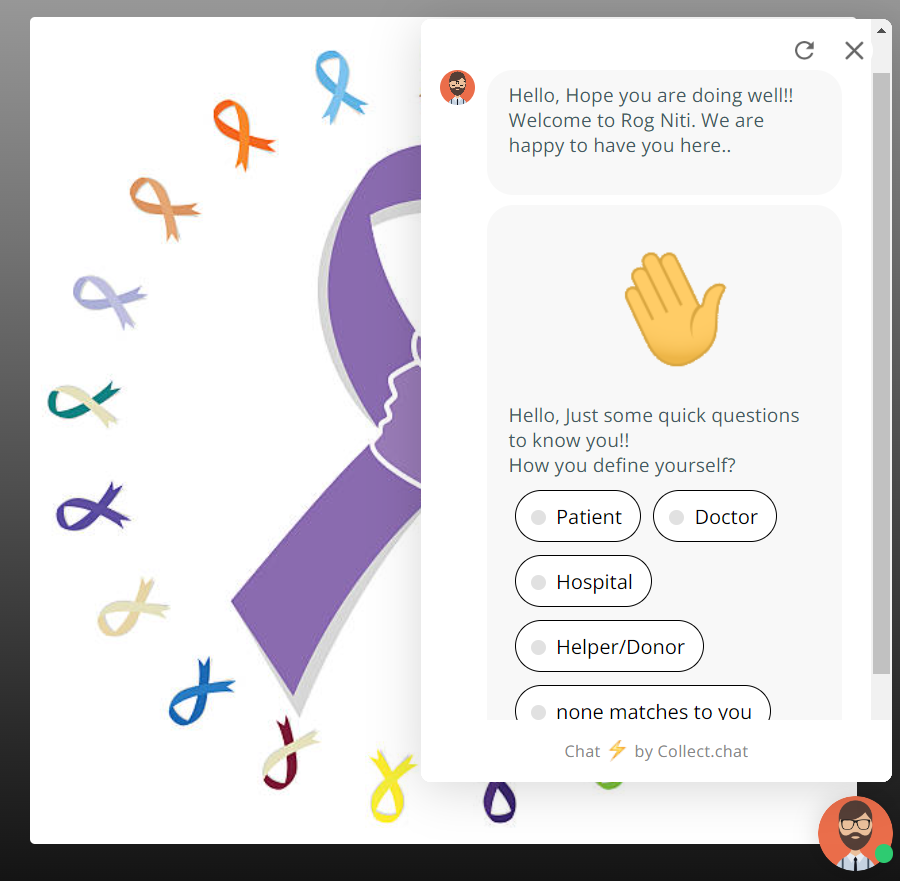 Hello, Hope you are doing well!!
Welcome to Rog Niti. We are
happy to have you here..
Hello, Just some quick questions
to know you!!
How you define yourself?
Patient
Doctor
Hospital
Helper/Donor
none matches to you
Chat ⚡ by Collect.chat